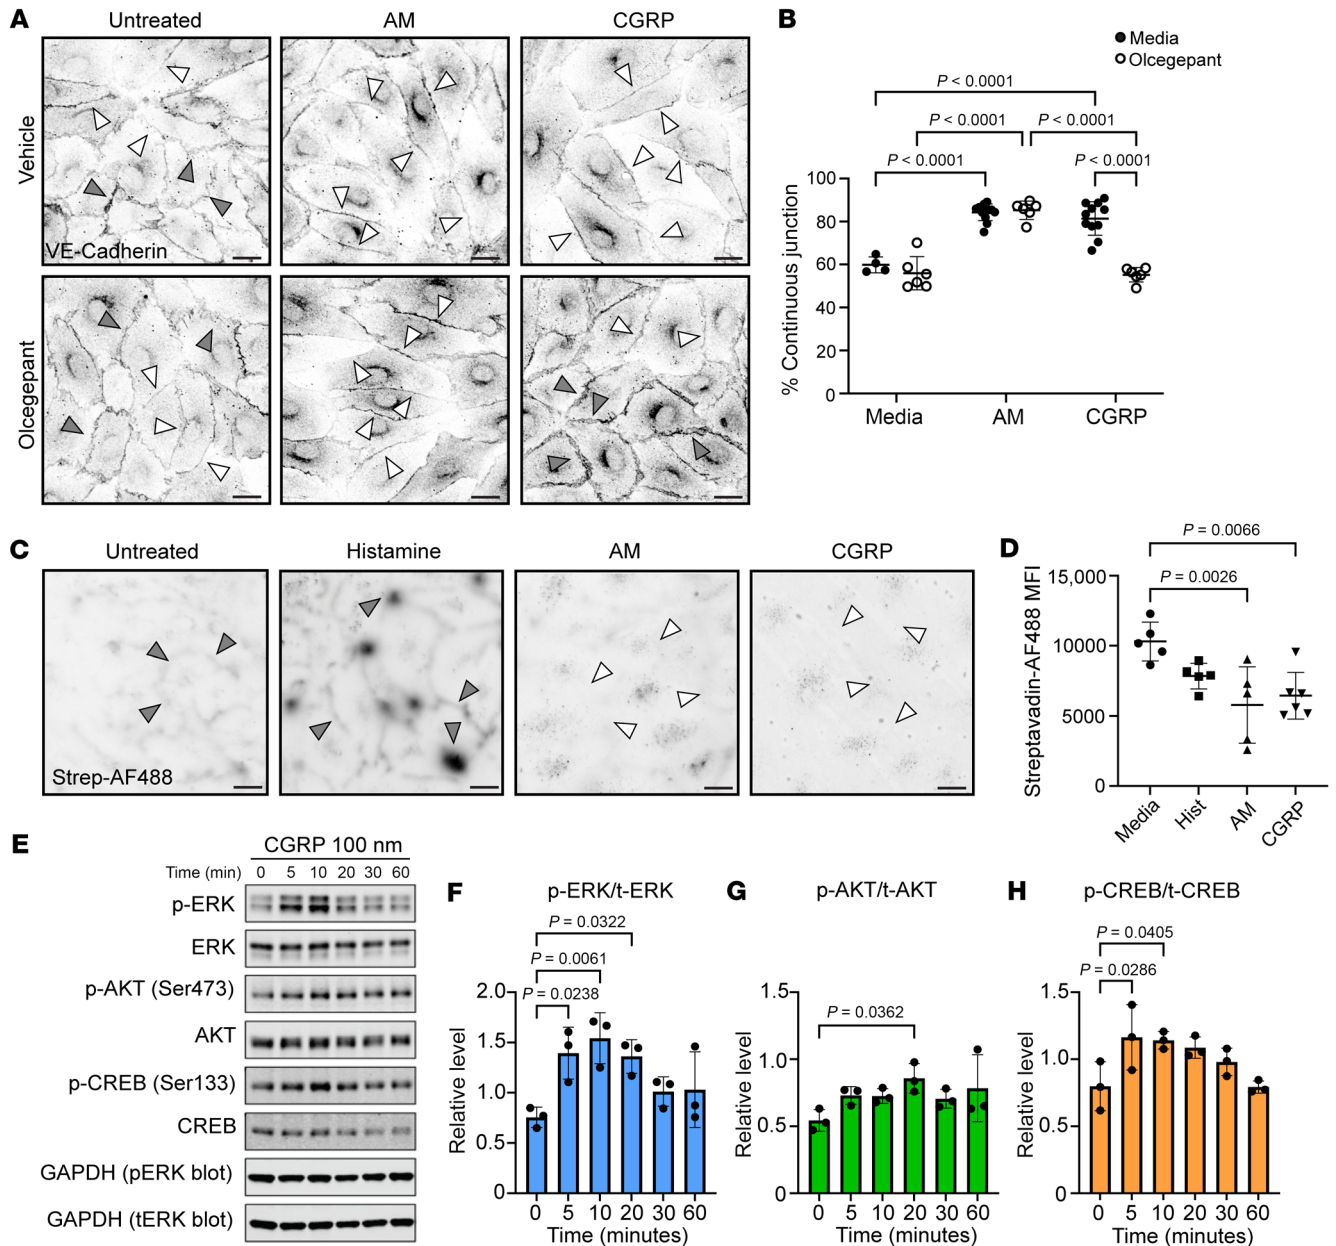 A
Untreated
AM
CGRP
Vehicle
VE-Cadherin
Olcegepant
B
Media
Olcegepant
P < 0.0001
P < 0.0001
P < 0.0001
P < 0.0001
P < 0.0001
% Continuous junction
100
80
60
40
20
0
Media
AM
CGRP
C
Untreated
Histamine
AM
CGRP
Strep-AF488
D
P = 0.0066
P = 0.0026
Streptavadin-AF488 MFI
15,000
10000
5000
0
Media
Hist
AM
CGRP
E
CGRP 100 nm
Time (min) 0 5 10 20 30 60
p-ERK
ERK
p-AKT (Ser473)
AKT
p-CREB (Ser133)
CREB
GAPDH (pERK blot)
GAPDH (tERK blot)
F
p-ERK/t-ERK
P = 0.0322
P = 0.0061
P = 0.0238
Relative level
2.0
1.5
1.0
0.5
0
0 5 10 20 30 60
Time (minutes)
G
p-AKT/t-AKT
P = 0.0362
Relative level
1.5
1.0
0.5
0
0 5 10 20 30 60
Time (minutes)
H
p-CREB/t-CREB
P = 0.0405
P = 0.0286
Relative level
1.5
1.0
0.5
0
0 5 10 20 30 60
Time (minutes)